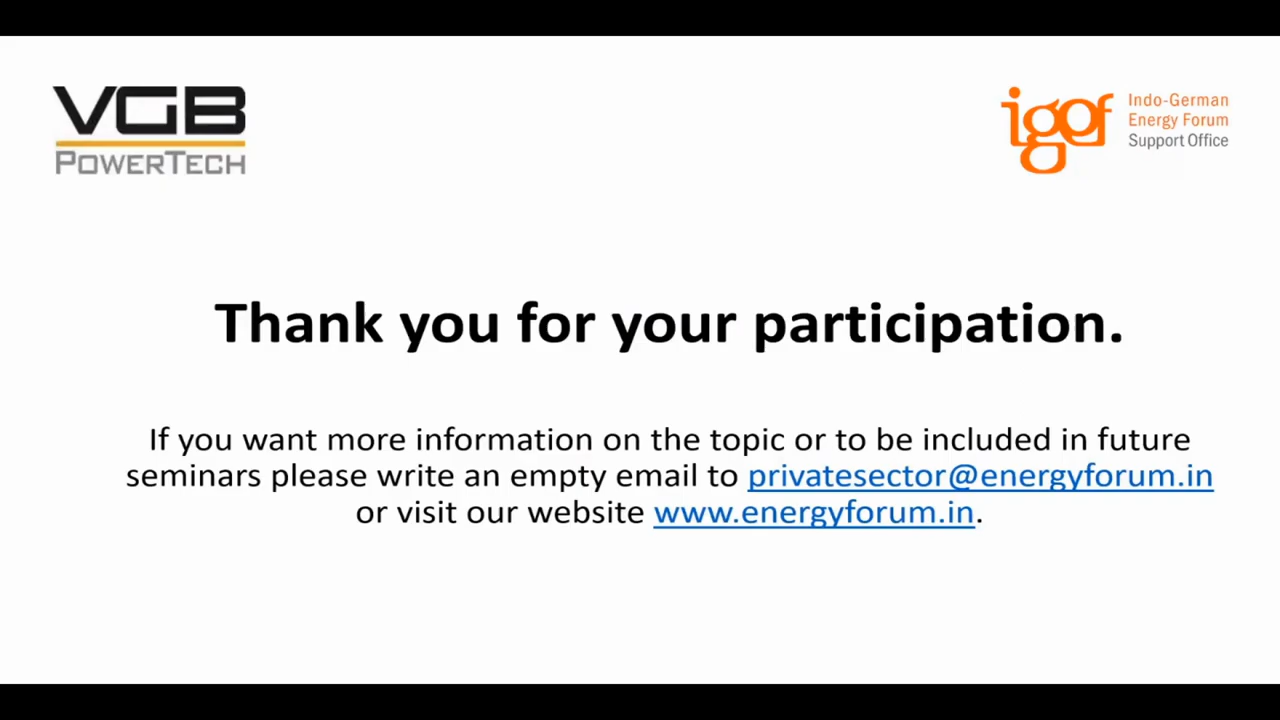 VGB
POWERTECH
igef
Indo-German
Energy Forum
Support Office
Thank you for your participation.
If you want more information on the topic or to be included in future
seminars please write an empty email to privatesector@energyforum.in
or visit our website www.energyforum.in.